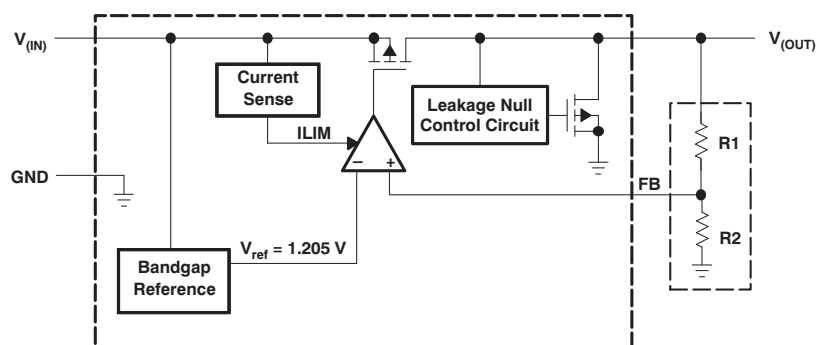 V(IN)
V(OUT)
Current
Sense
Leakage Null
Control Circuit
R1
ILIM
GND
− +
FB
R2
Vref = 1.205 V
Bandgap
Reference